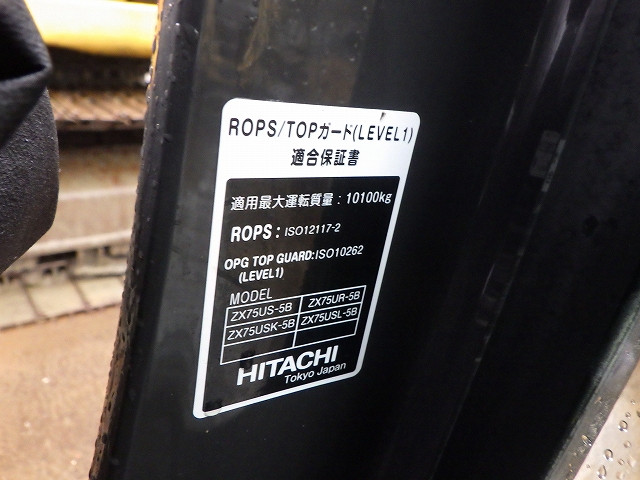 ROPS/TOPガード(LEVEL1)
適合保証書
適用最大運転質量：10100kg
ROPS：ISO12117-2
OPG TOP GUARD:ISO10262
(LEVEL1)
MODEL
ZX75US-5B ZX75UR-5B
ZX75USK-5B ZX75USL-5B
HITACHI
Tokyo Japan